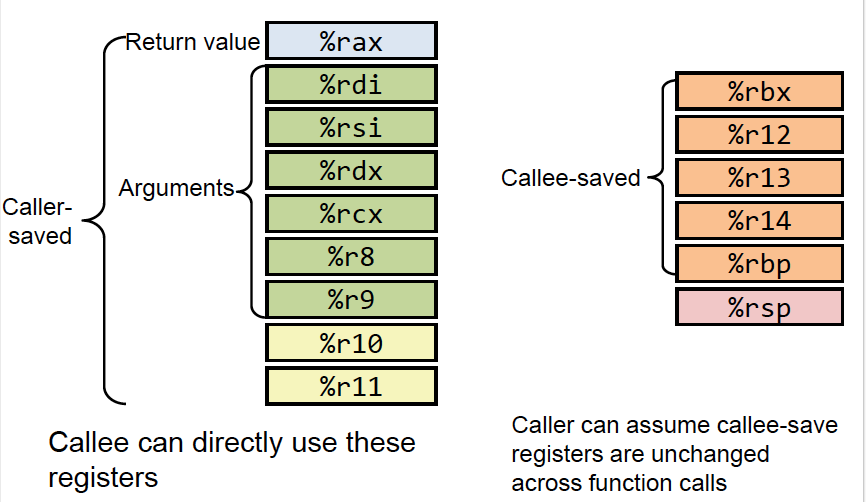 Return value
%rax
%rdi
%rsi
%rdx
%rcx
%r8
%r9
%r10
%r11
Arguments
Caller-
saved
Callee can directly use these
registers
%rbx
%r12
%r13
%r14
%rbp
%rsp
Callee-saved
Caller can assume callee-save
registers are unchanged
across function calls